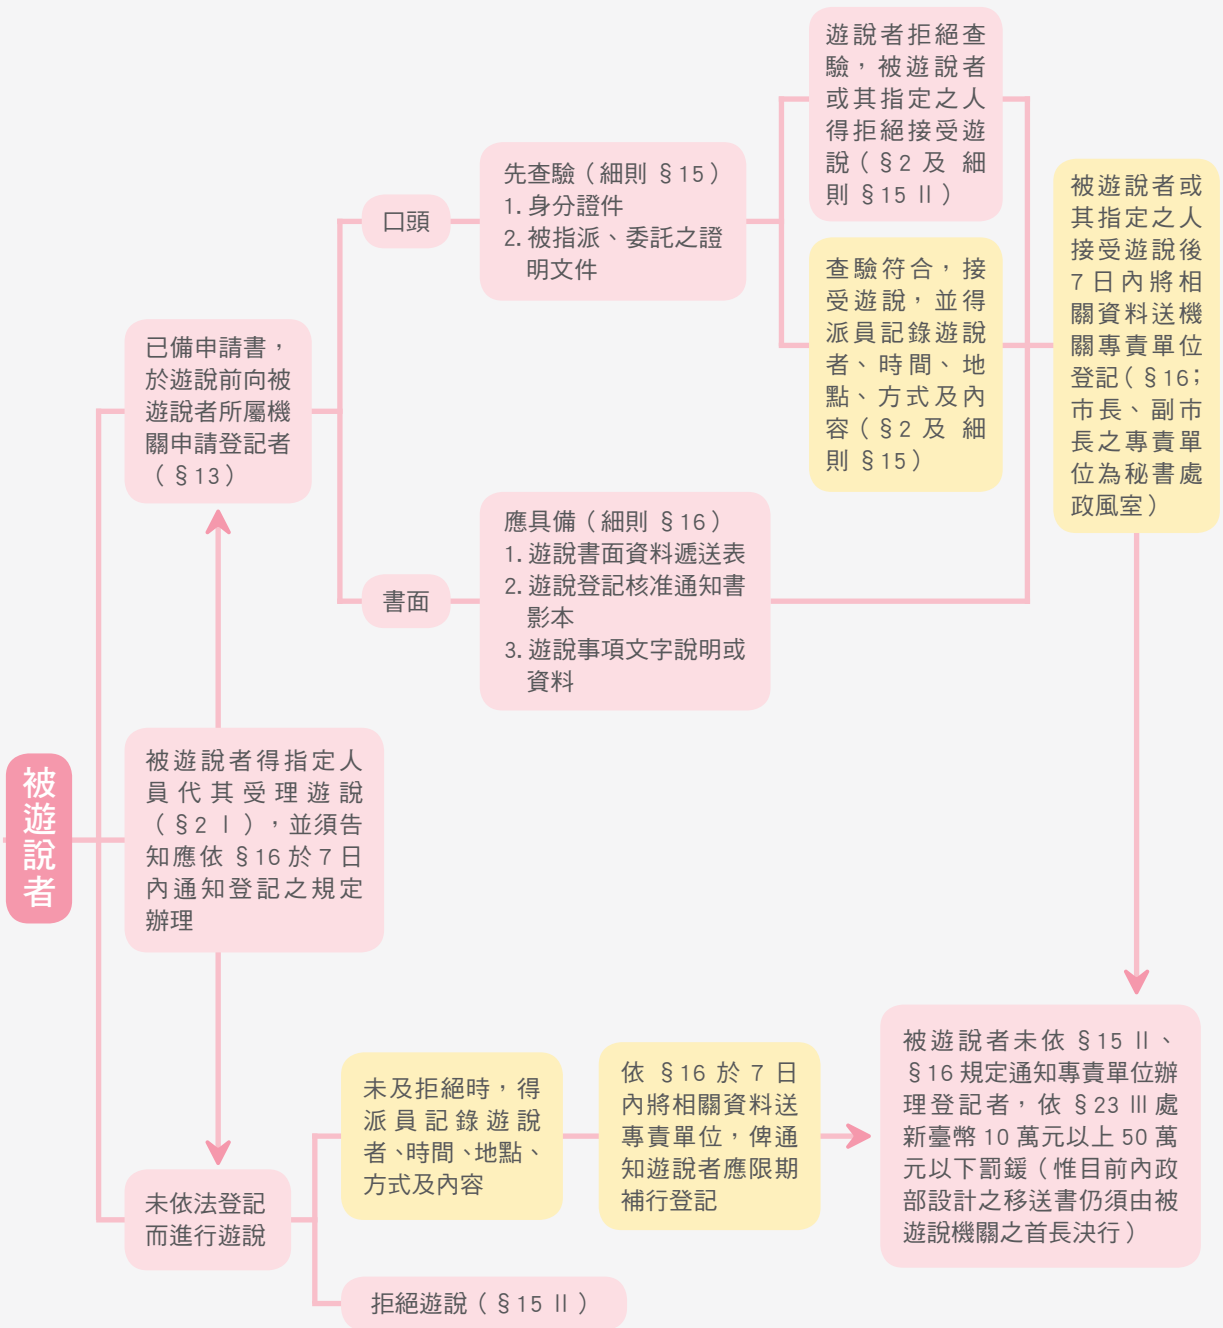 被遊說者
已備申請書，
於遊說前向被
遊說者所屬機
關申請登記者
（§13）
口頭
先查驗（細則 §15）
1. 身分證件
2. 被指派、委託之證
明文件
遊說者拒絕查
驗，被遊說者
或其指定之人
得拒絕接受遊
說（§2 及 細
則 §15 II）
查驗符合，接
受遊說，並得
派員記錄遊說
者、時間、地
點、方式及內
容（§2 及 細
則 §15）
被遊說者或
其指定之人
接受遊說後
7 日內將相
關資料送機
關專責單位
登記（§16；
市長、副市
長之專責單
位為秘書處
政風室）
書面
應具備（細則 §16）
1. 遊說書面資料遞送表
2. 遊說登記核准通知書
影本
3. 遊說事項文字說明或
資料
被遊說者得指定人
員代其受理遊說
（§2 I），並須告
知應依 §16 於 7 日
內通知登記之規定
辦理
未依法登記
而進行遊說
未及拒絕時，得
派員記錄遊說
者、時間、地點、
方式及內容
依 §16 於 7 日
內將相關資料送
專責單位，俾通
知遊說者應限期
補行登記
被遊說者未依 §15 II、
§16 規定通知專責單位辦
理登記者，依 §23 III 處
新臺幣 10 萬元以上 50 萬
元以下罰鍰（惟目前內政
部設計之移送書仍須由被
遊說機關之首長決行）
拒絕遊說（§15 II）